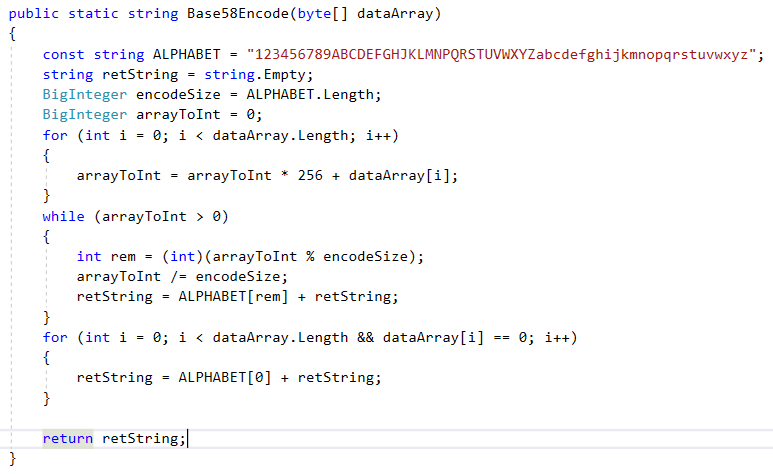 public static string Base58Encode(byte[] dataArray)
{
    const string ALPHABET = "123456789ABCDEFGHJKLMNPQRSTUVWXYZabcdefghijkmnopqrstuvwxyz";
    string retString = string.Empty;
    BigInteger encodeSize = ALPHABET.Length;
    BigInteger arrayToInt = 0;
    for (int i = 0; i < dataArray.Length; i++)
    {
        arrayToInt = arrayToInt * 256 + dataArray[i];
    }
    while (arrayToInt > 0)
    {
        int rem = (int)(arrayToInt % encodeSize);
        arrayToInt /= encodeSize;
        retString = ALPHABET[rem] + retString;
    }
    for (int i = 0; i < dataArray.Length && dataArray[i] == 0; i++)
    {
        retString = ALPHABET[0] + retString;
    }

    return retString;
}